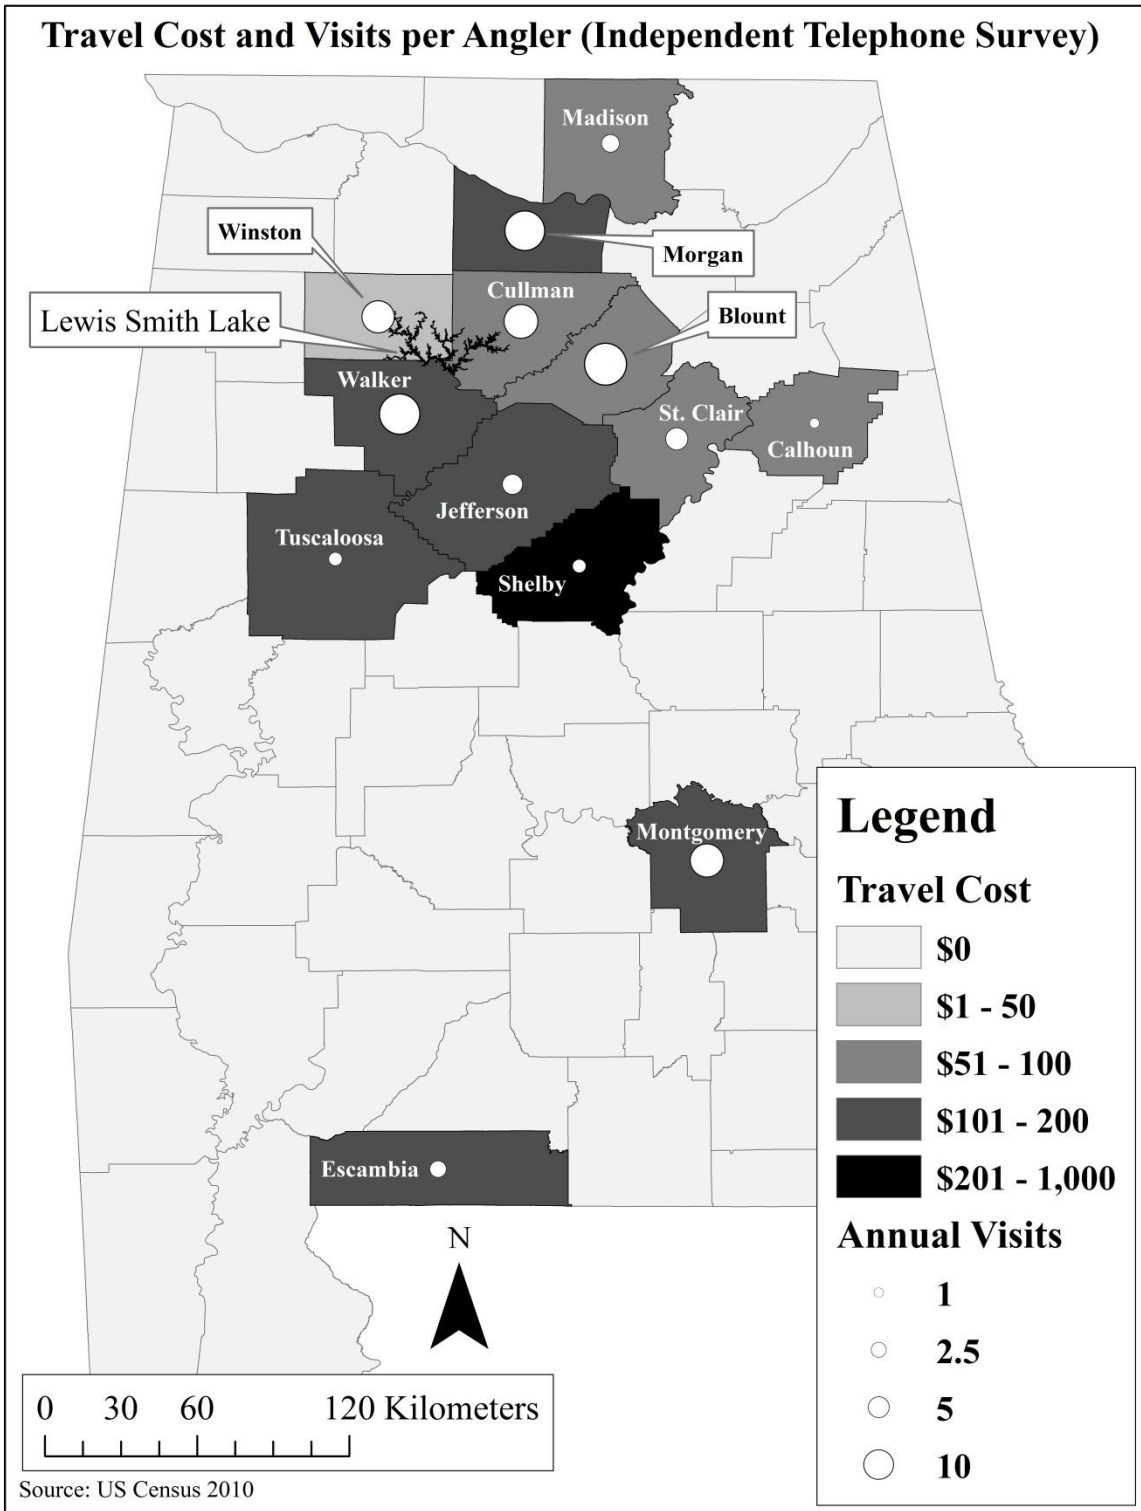 Travel Cost and Visits per Angler (Independent Telephone Survey)
Madison
Winston
Morgan
Cullman
Blount
Lewis Smith Lake
Walker
St. Clair
Calhoun
Jefferson
Tuscaloosa
Shelby
Montgomery
Escambia
N
0 30 60 120 Kilometers
Source: US Census 2010
Legend
Travel Cost
$0
$1 - 50
$51 - 100
$101 - 200
$201 - 1,000
Annual Visits
1
2.5
5
10